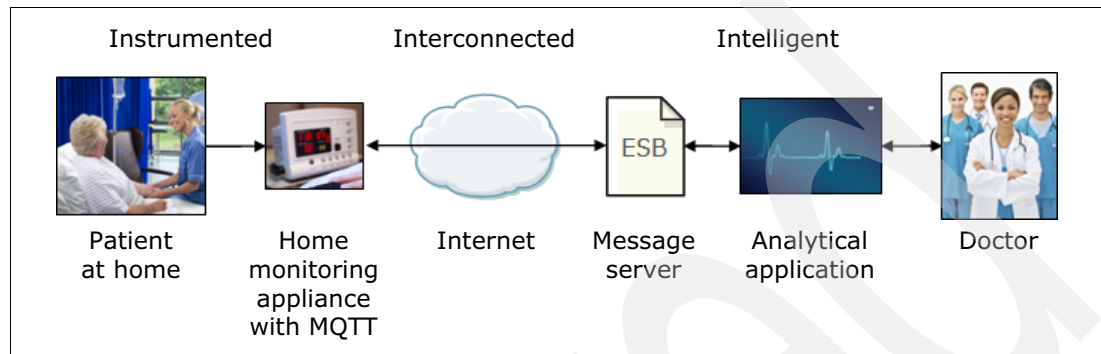 Instrumented
Interconnected
Intelligent
ESB
Patient
at home
Home
monitoring
appliance
with MQTT
Internet
Message
server
Analytical
application
Doctor